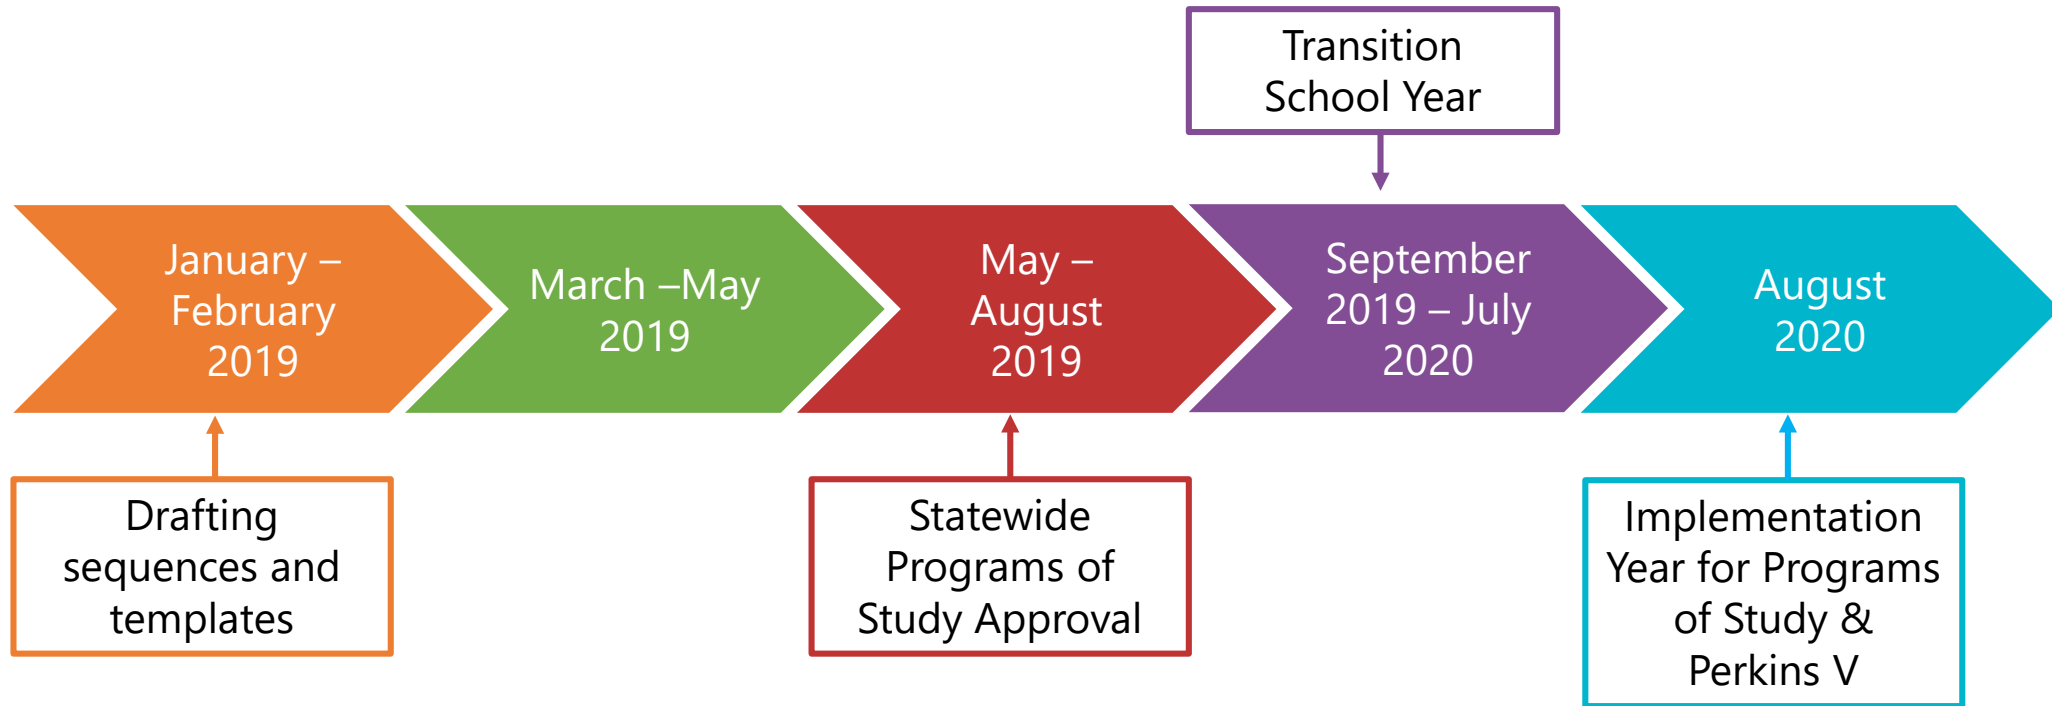 Transition
School Year
January –
February
2019
March –May
2019
May –
August
2019
September
2019 – July
2020
August
2020
Drafting
sequences and
templates
Statewide
Programs of
Study Approval
Implementation
Year for Programs
of Study &
Perkins V